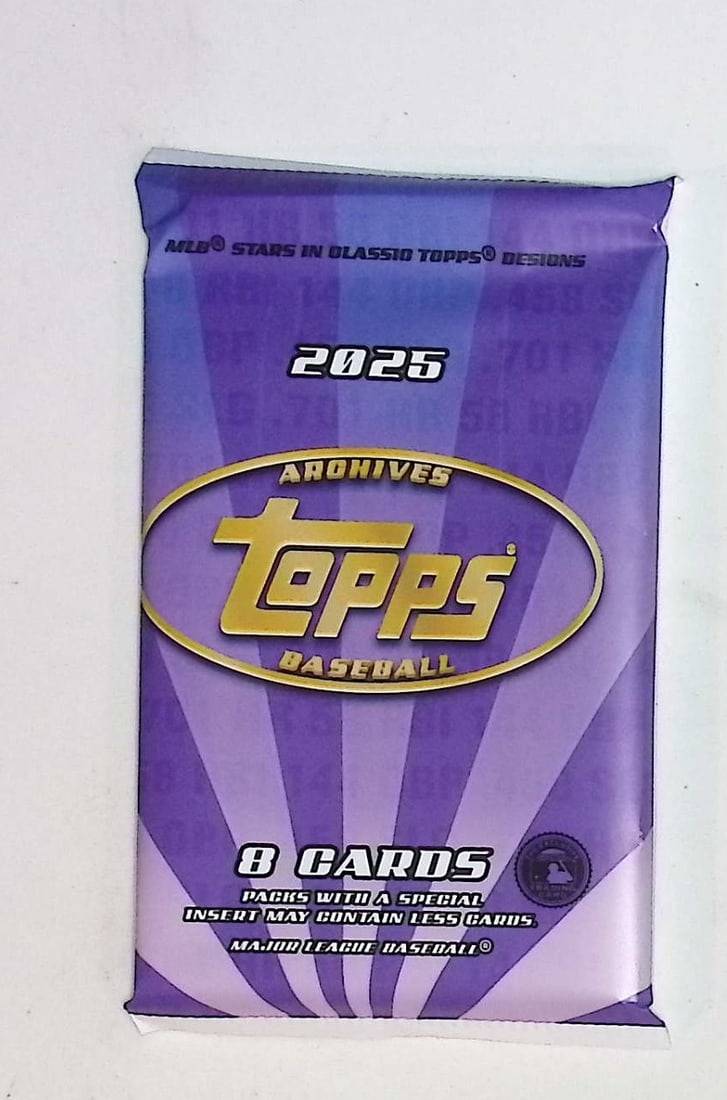 MLB® STARS IN CLASSIC TOPPS® DESIGNS
2025
ARCHIVES
TOPPS
BASEBALL
8 CARDS
PACKS WITH A SPECIAL
INSERT MAY CONTAIN LESS CARDS.
MAJOR LEAGUE BASEBALL®